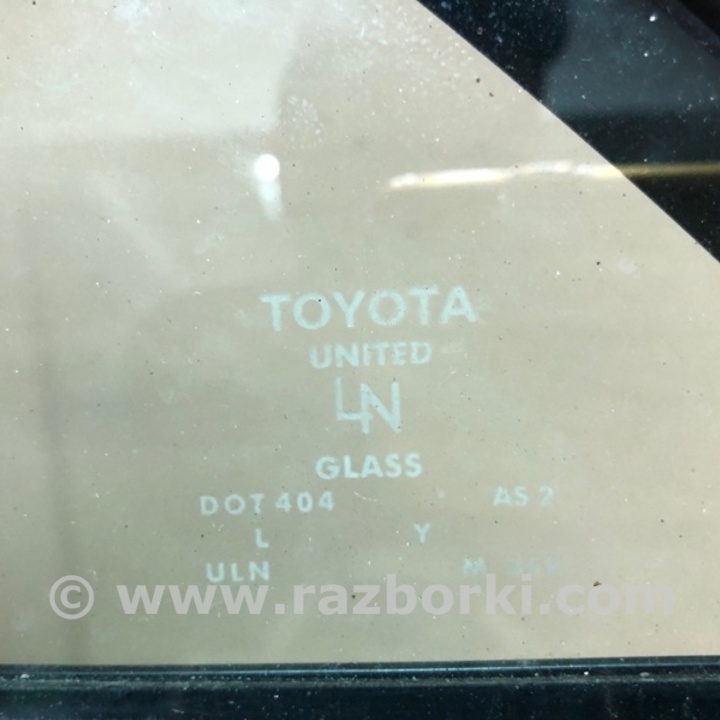 TOYOTA
UNITED
LN
GLASS
DOT 404 AS 2
L Y
ULN M
© www.razborki.com